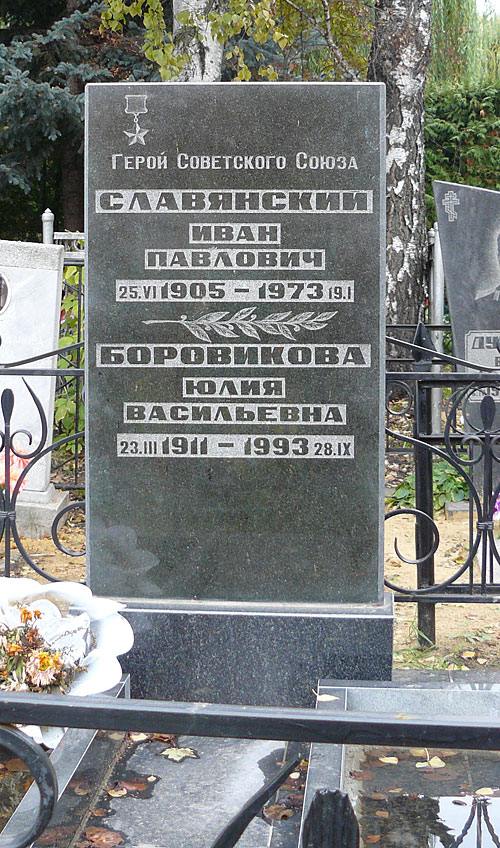 Герой Советского Союза
СЛАВЯНСКИЙ
ИВАН
ПАВЛОВИЧ
25.VI 1905 – 1973 19.I
БОРОВИКОВА
ЮЛИЯ
ВАСИЛЬЕВНА
23.III 1911 – 1993 28.IX